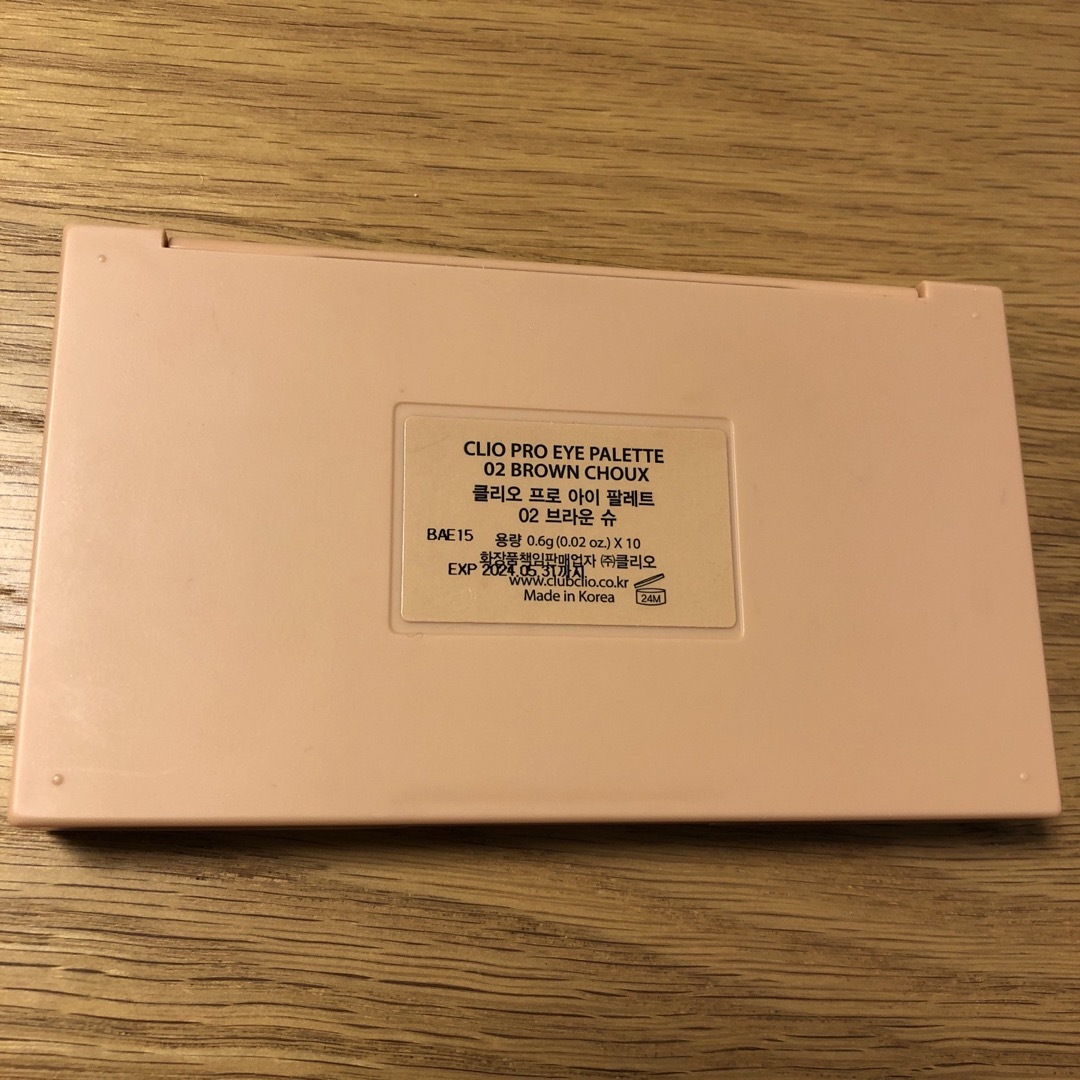 CLIO PRO EYE PALETTE
02 BROWN CHOUX
클리오 프로 아이 팔레트
02 브라운 슈
BAE15
용량 0.6g (0.02 oz.) X 10
화장품책임판매업자 ㈜클리오
EXP 2024.05.31까지
www.clubclio.co.kr
Made in Korea
24M